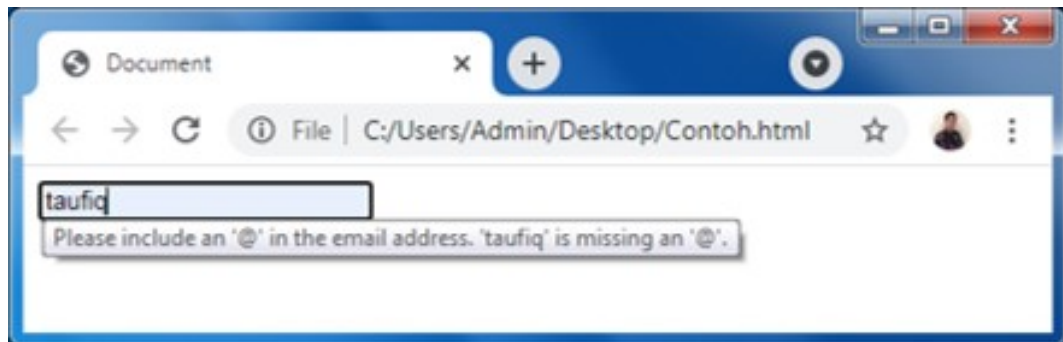 Document
File | C:/Users/Admin/Desktop/Contoh.html
taufiq
Please include an '@' in the email address. 'taufiq' is missing an '@'.